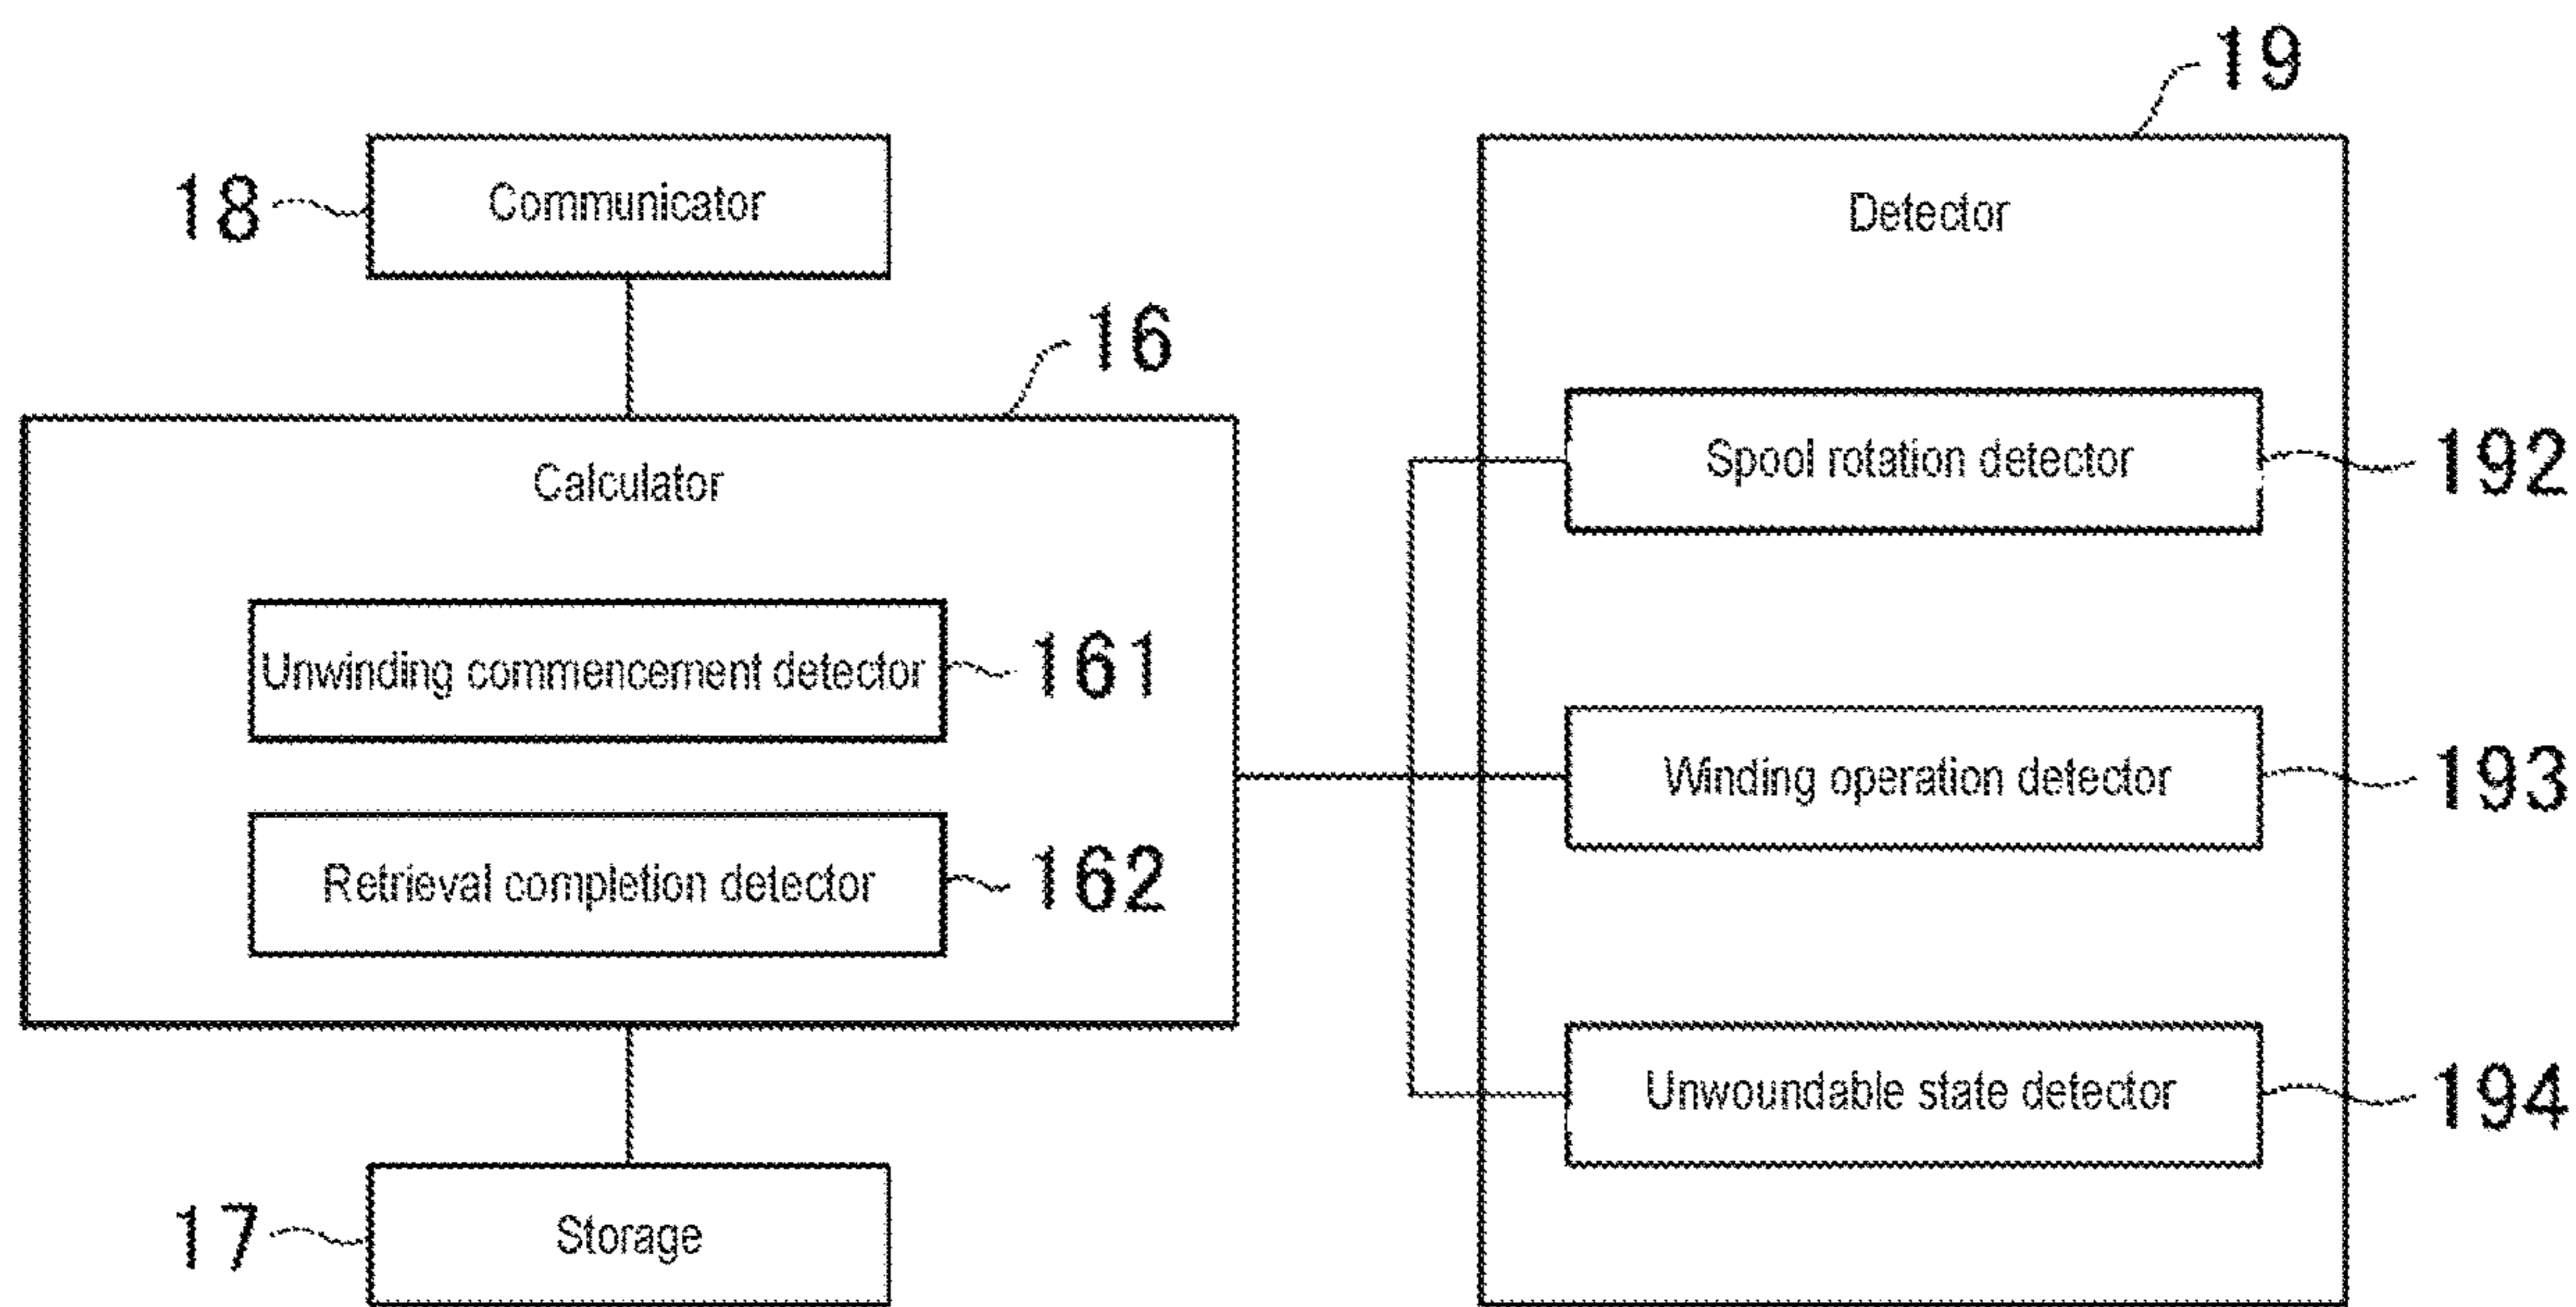 19
18
Communicator
Detector
16
Calculator
Spool rotation detector
192
Unwinding commencement detector
161
Winding operation detector
193
Retrieval completion detector
162
Unwoundable state detector
194
17
Storage